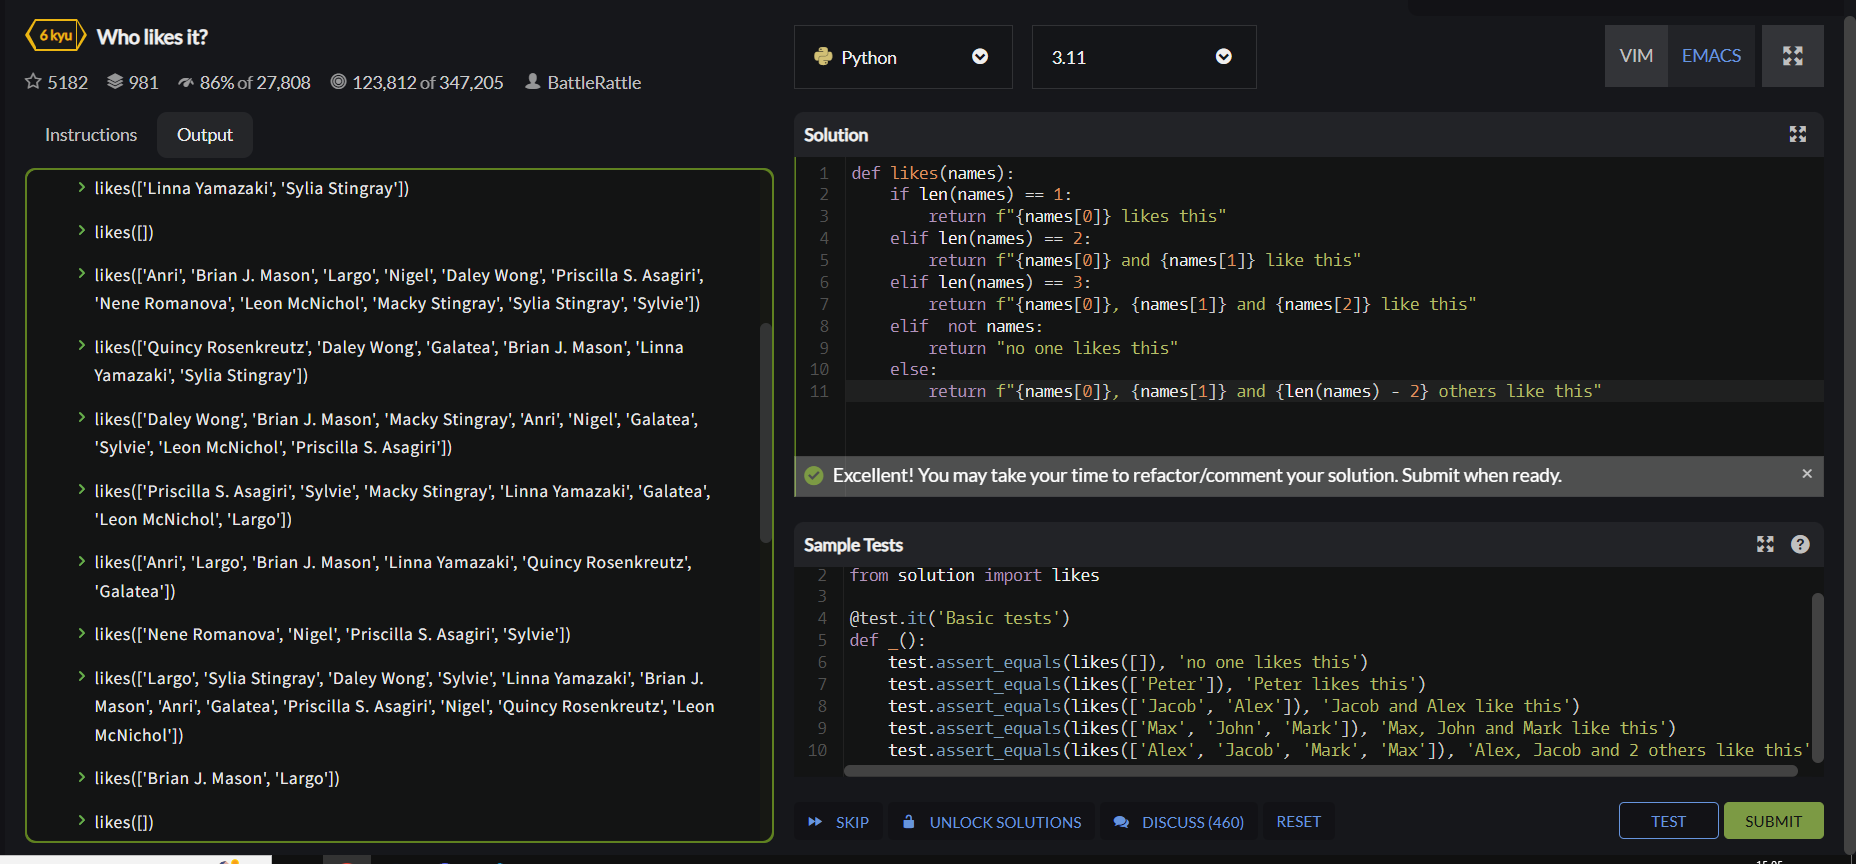 6 kyu Who likes it?
5182 981 86% of 27,808 123,812 of 347,205 BattleRattle
Instructions Output
likes(['Linna Yamazaki', 'Sylia Stingray'])
likes([])
likes(['Anri', 'Brian J. Mason', 'Largo', 'Nigel', 'Daley Wong', 'Priscilla S. Asagiri',
'Nene Romanova', 'Leon McNichol', 'Macky Stingray', 'Sylia Stingray', 'Sylvie'])
likes(['Quincy Rosenkreutz', 'Daley Wong', 'Galatea', 'Brian J. Mason', 'Linna
Yamazaki', 'Sylia Stingray'])
likes(['Daley Wong', 'Brian J. Mason', 'Macky Stingray', 'Anri', 'Nigel', 'Galatea',
'Sylvie', 'Leon McNichol', 'Priscilla S. Asagiri'])
likes(['Priscilla S. Asagiri', 'Sylvie', 'Macky Stingray', 'Linna Yamazaki', 'Galatea',
'Leon McNichol', 'Largo'])
likes(['Anri', 'Largo', 'Brian J. Mason', 'Linna Yamazaki', 'Quincy Rosenkreutz',
'Galatea'])
likes(['Nene Romanova', 'Nigel', 'Priscilla S. Asagiri', 'Sylvie'])
likes(['Largo', 'Sylia Stingray', 'Daley Wong', 'Sylvie', 'Linna Yamazaki', 'Brian J.
Mason', 'Anri', 'Galatea', 'Priscilla S. Asagiri', 'Nigel', 'Quincy Rosenkreutz', 'Leon
McNichol'])
likes(['Brian J. Mason', 'Largo'])
likes([])
Python 3.11 VIM EMACS
Solution
1 def likes(names):
2     if len(names) == 1:
3         return f"{names[0]} likes this"
4     elif len(names) == 2:
5         return f"{names[0]} and {names[1]} like this"
6     elif len(names) == 3:
7         return f"{names[0]}, {names[1]} and {names[2]} like this"
8     elif  not names:
9         return "no one likes this"
10     else:
11         return f"{names[0]}, {names[1]} and {len(names) - 2} others like this"
Excellent! You may take your time to refactor/comment your solution. Submit when ready. ×
Sample Tests ?
2 from solution import likes
3
4 @test.it('Basic tests')
5 def _():
6     test.assert_equals(likes([]), 'no one likes this')
7     test.assert_equals(likes(['Peter']), 'Peter likes this')
8     test.assert_equals(likes(['Jacob', 'Alex']), 'Jacob and Alex like this')
9     test.assert_equals(likes(['Max', 'John', 'Mark']), 'Max, John and Mark like this')
10     test.assert_equals(likes(['Alex', 'Jacob', 'Mark', 'Max']), 'Alex, Jacob and 2 others like this'
SKIP UNLOCK SOLUTIONS DISCUSS (460) RESET TEST SUBMIT